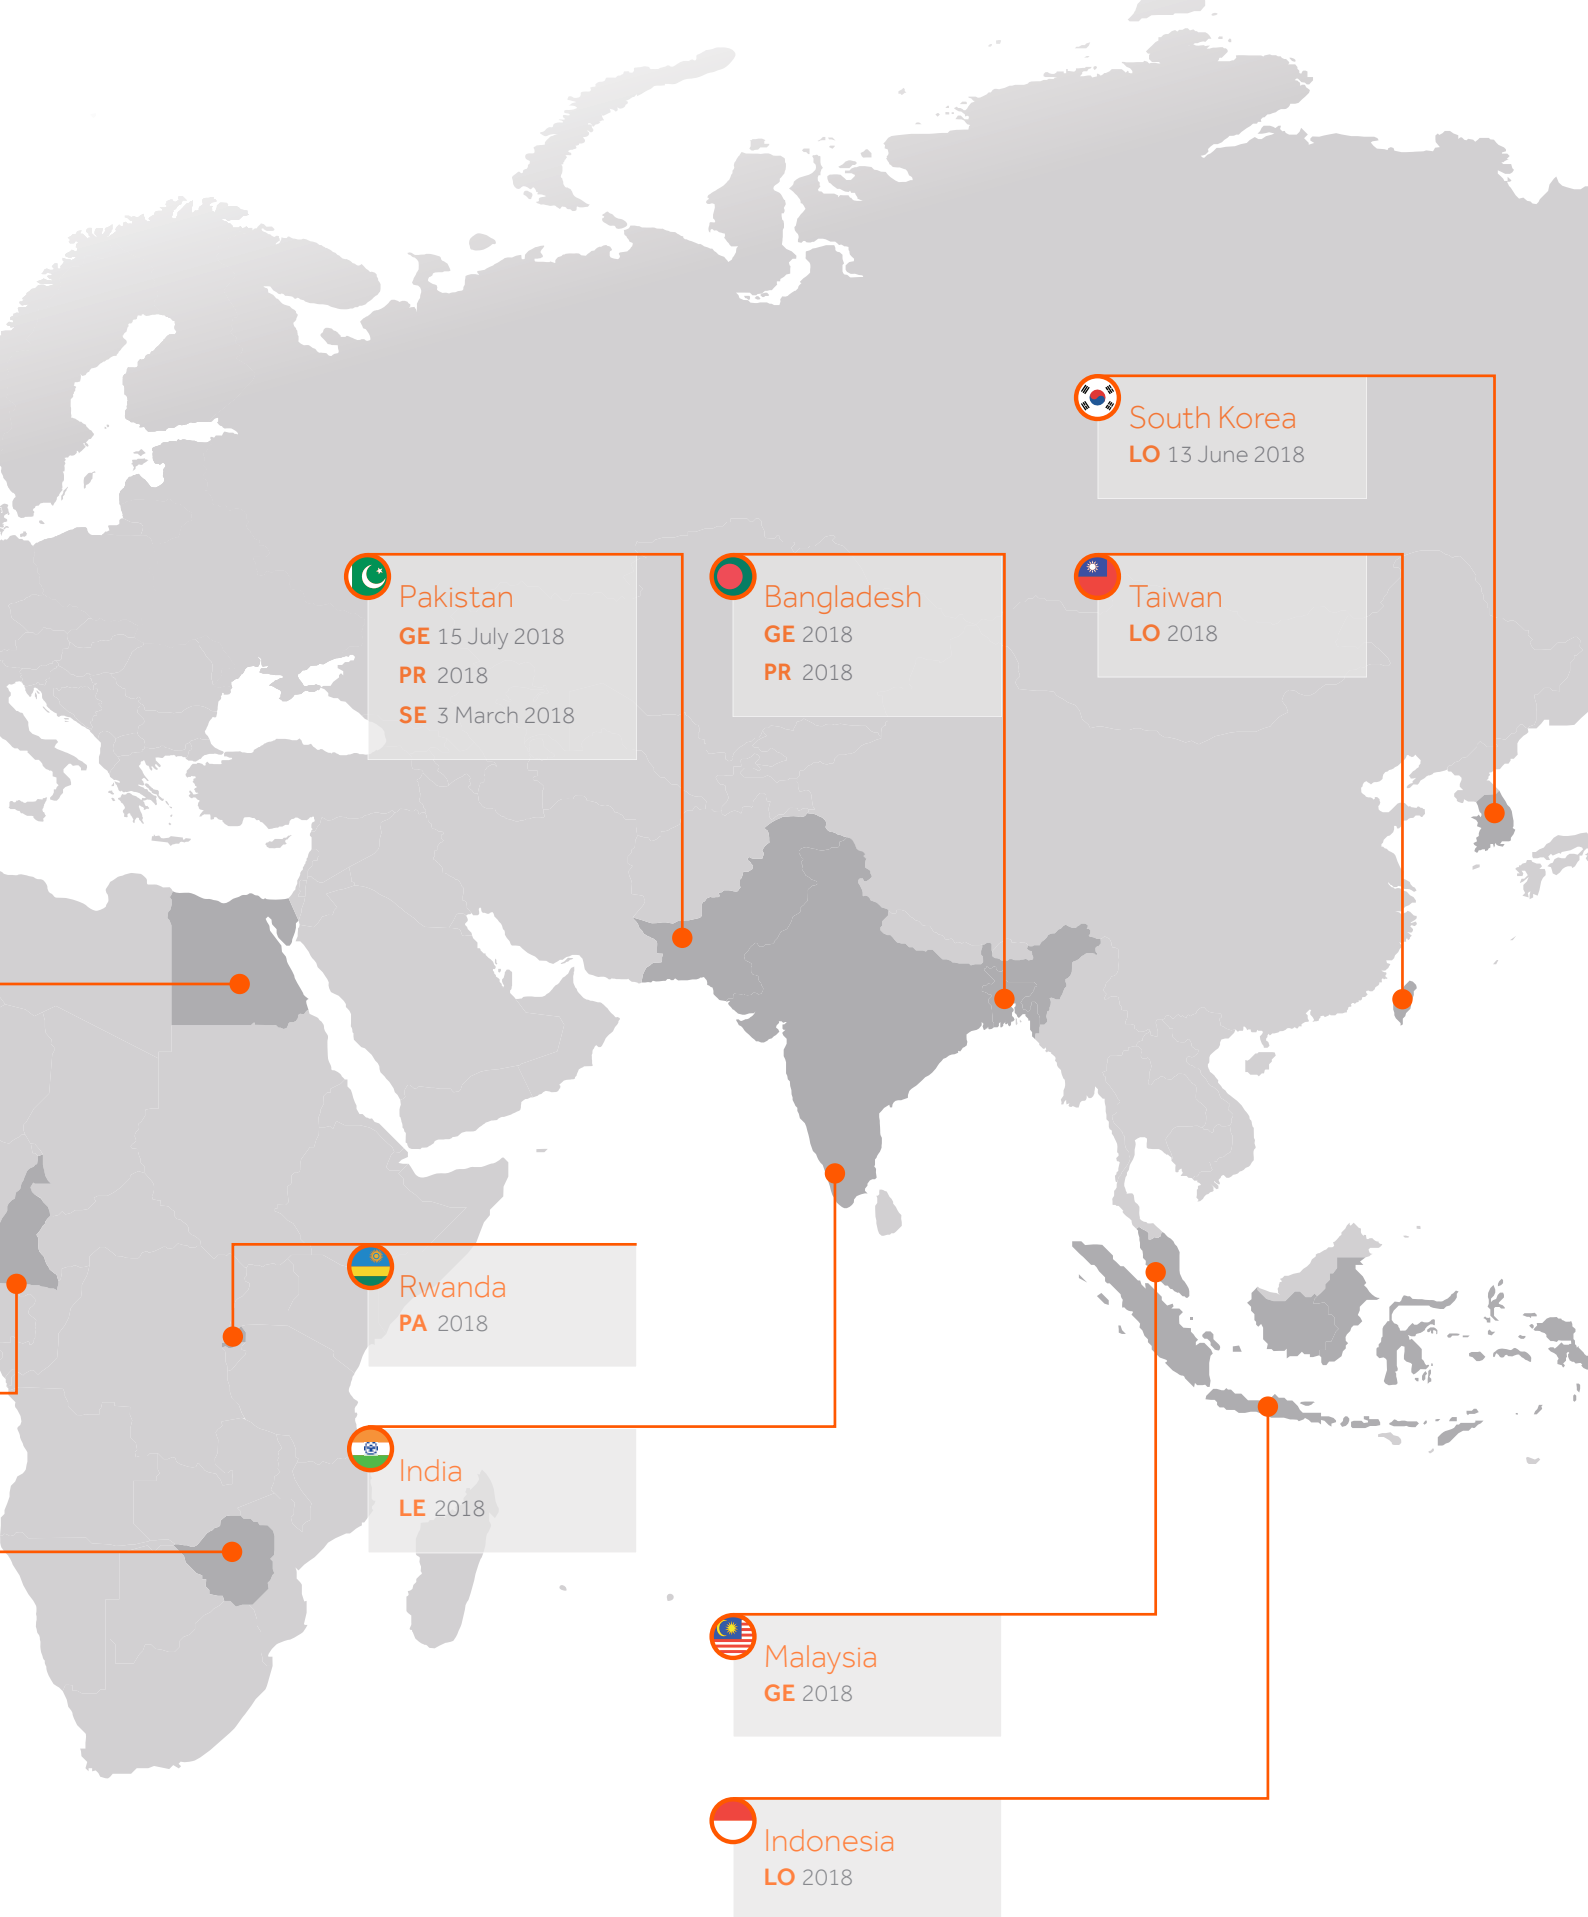 South Korea
LO 13 June 2018
Pakistan
GE 15 July 2018
PR 2018
SE 3 March 2018
Bangladesh
GE 2018
PR 2018
Taiwan
LO 2018
Rwanda
PA 2018
India
LE 2018
Malaysia
GE 2018
Indonesia
LO 2018